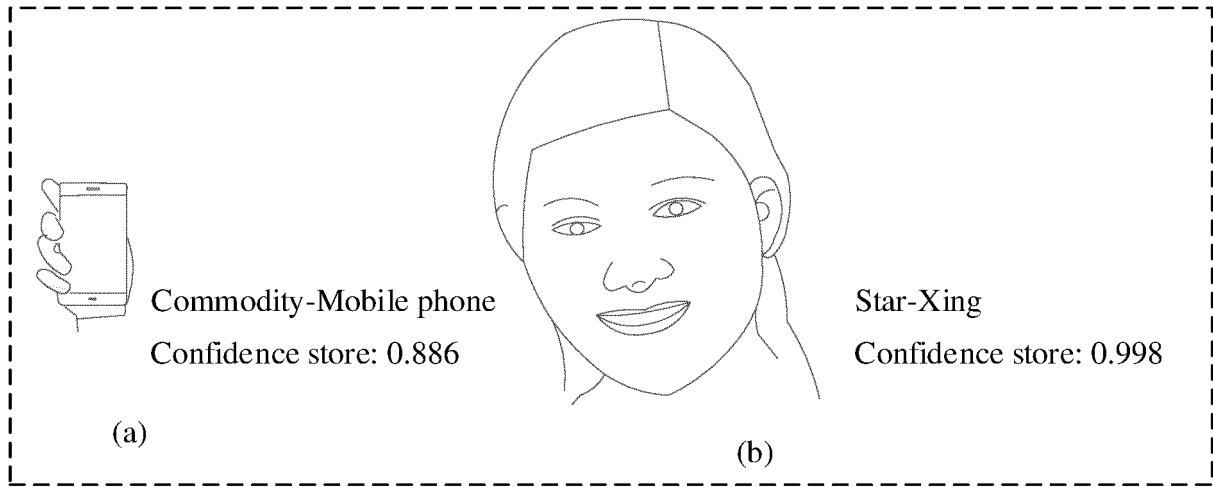 Commodity-Mobile phone
Confidence store: 0.886
(a)
Star-Xing
Confidence store: 0.998
(b)